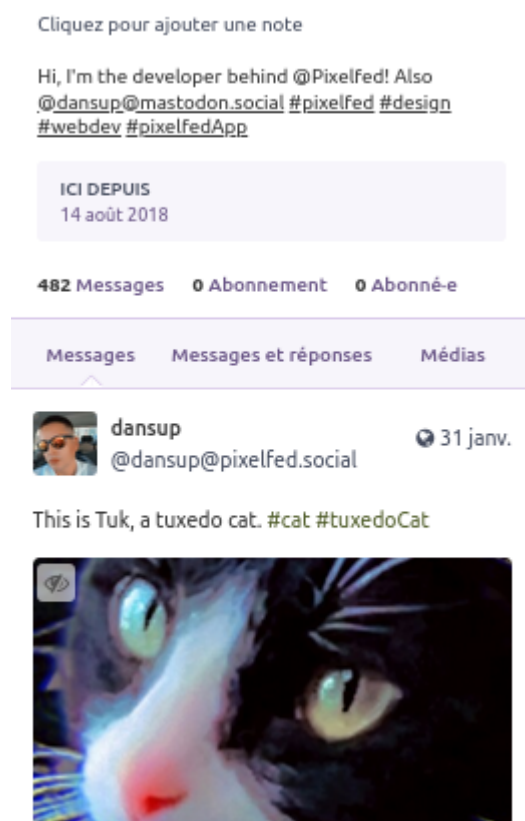 Cliquez pour ajouter une note
Hi, I'm the developer behind @Pixelfed! Also
@dansup@mastodon.social #pixelfed #design
#webdev #pixelfedApp
ICI DEPUIS
14 août 2018
482 Messages 0 Abonnement 0 Abonné·e
Messages Messages et réponses Médias
dansup
@dansup@pixelfed.social
31 janv.
This is Tuk, a tuxedo cat. #cat #tuxedoCat